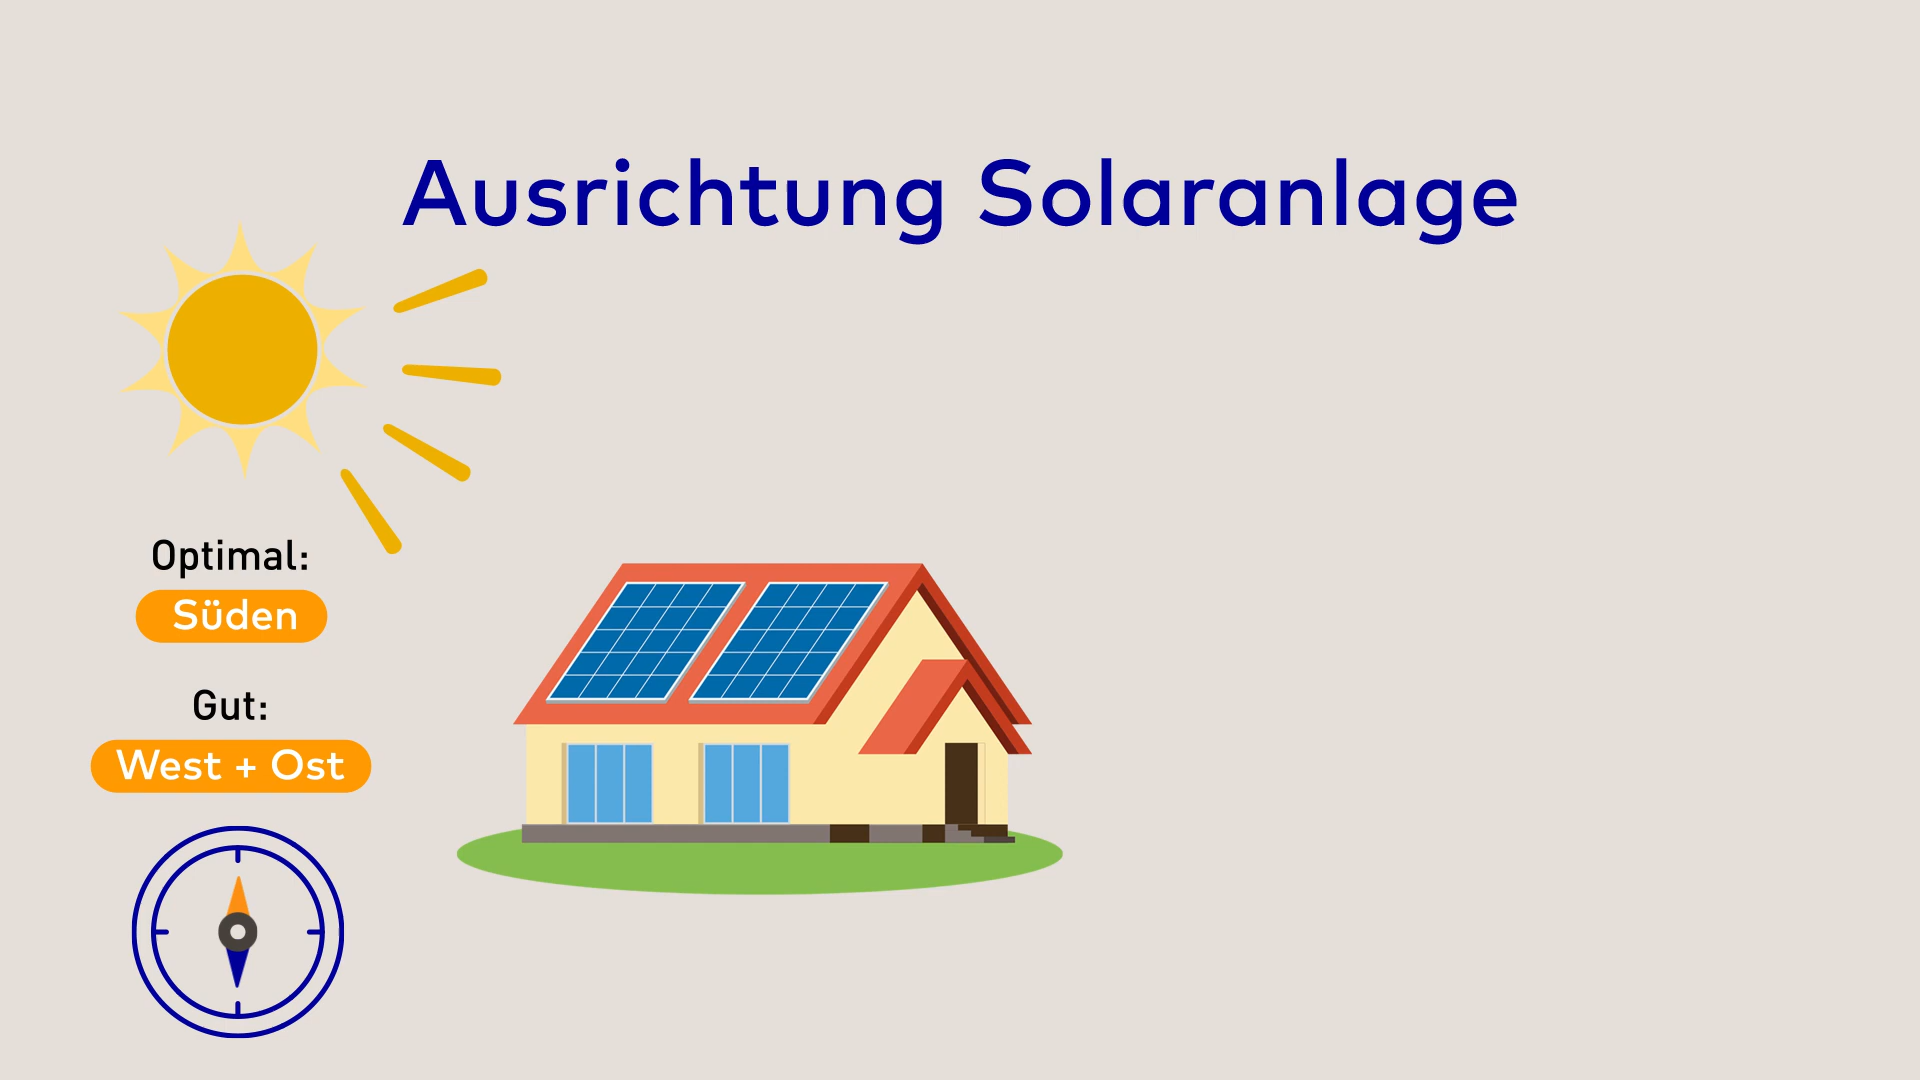 Ausrichtung Solaranlage
Optimal:
Süden
Gut:
West + Ost